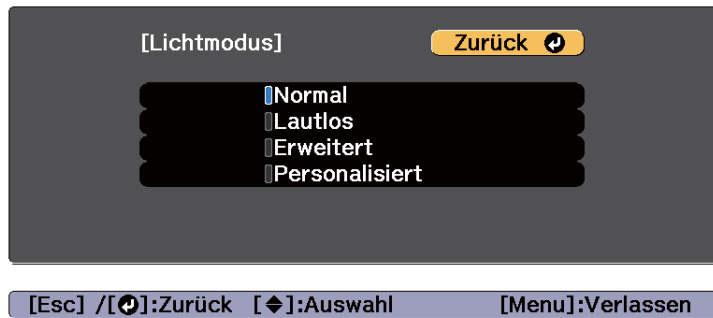 [Lichtmodus] Zurück
Normal
Lautlos
Erweitert
Personalisiert
[Esc] /[⏎]:Zurück [◆]:Auswahl [Menu]:Verlassen